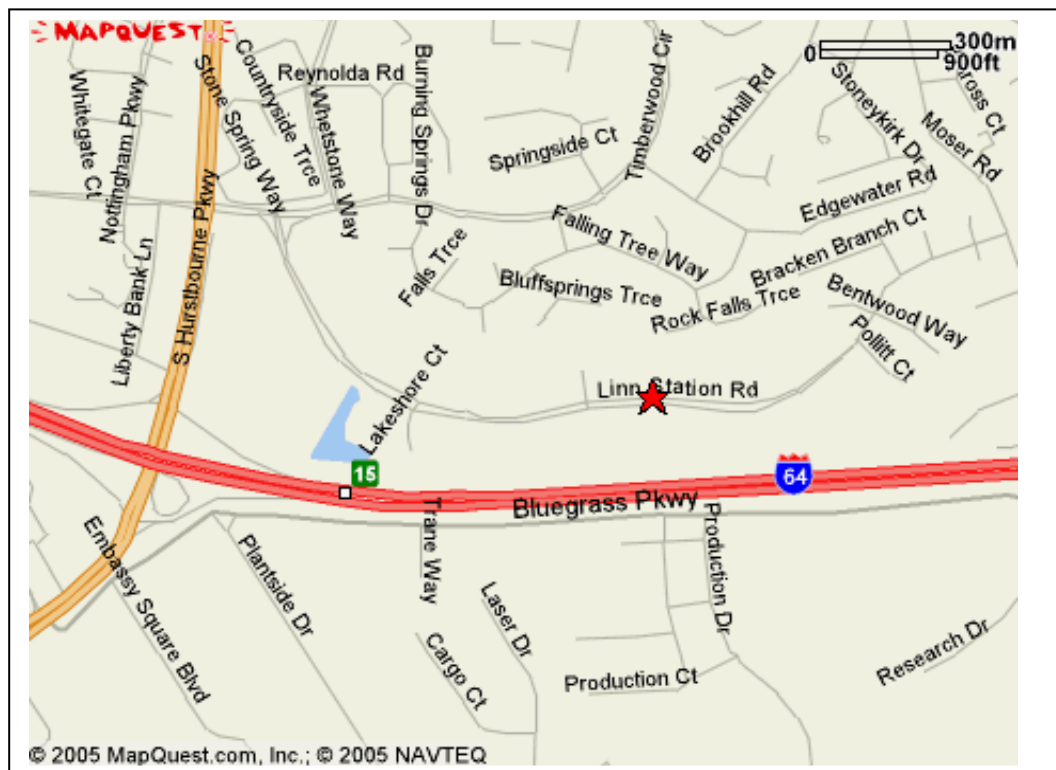 MAPQUEST
300m
0
900ft
Whitegate Ct
Nottingham Pkwy
Stone Spring Way
Countryside Trce
Reynolda Rd
Whetstone Way
Burning Springs Dr
Springside Ct
Timberwood Cir
Brookhill Rd
Stoneykirk Dr
Moser Rd
Edgewater Rd
Liberty Bank Ln
S Hurstbourne Pkwy
Falls Trce
Falling Tree Way
Bluffsprings Trce
Bracken Branch Ct
Rock Falls Trce
Bentwood Way
Pollitt Ct
Lakeshore Ct
Linn Station Rd
15
64
Bluegrass Pkwy
Embassy Square Blvd
Plantside Dr
Trane Way
Cargo Ct
Laser Dr
Production Dr
Production Ct
Research Dr
© 2005 MapQuest.com, Inc.; © 2005 NAVTEQ